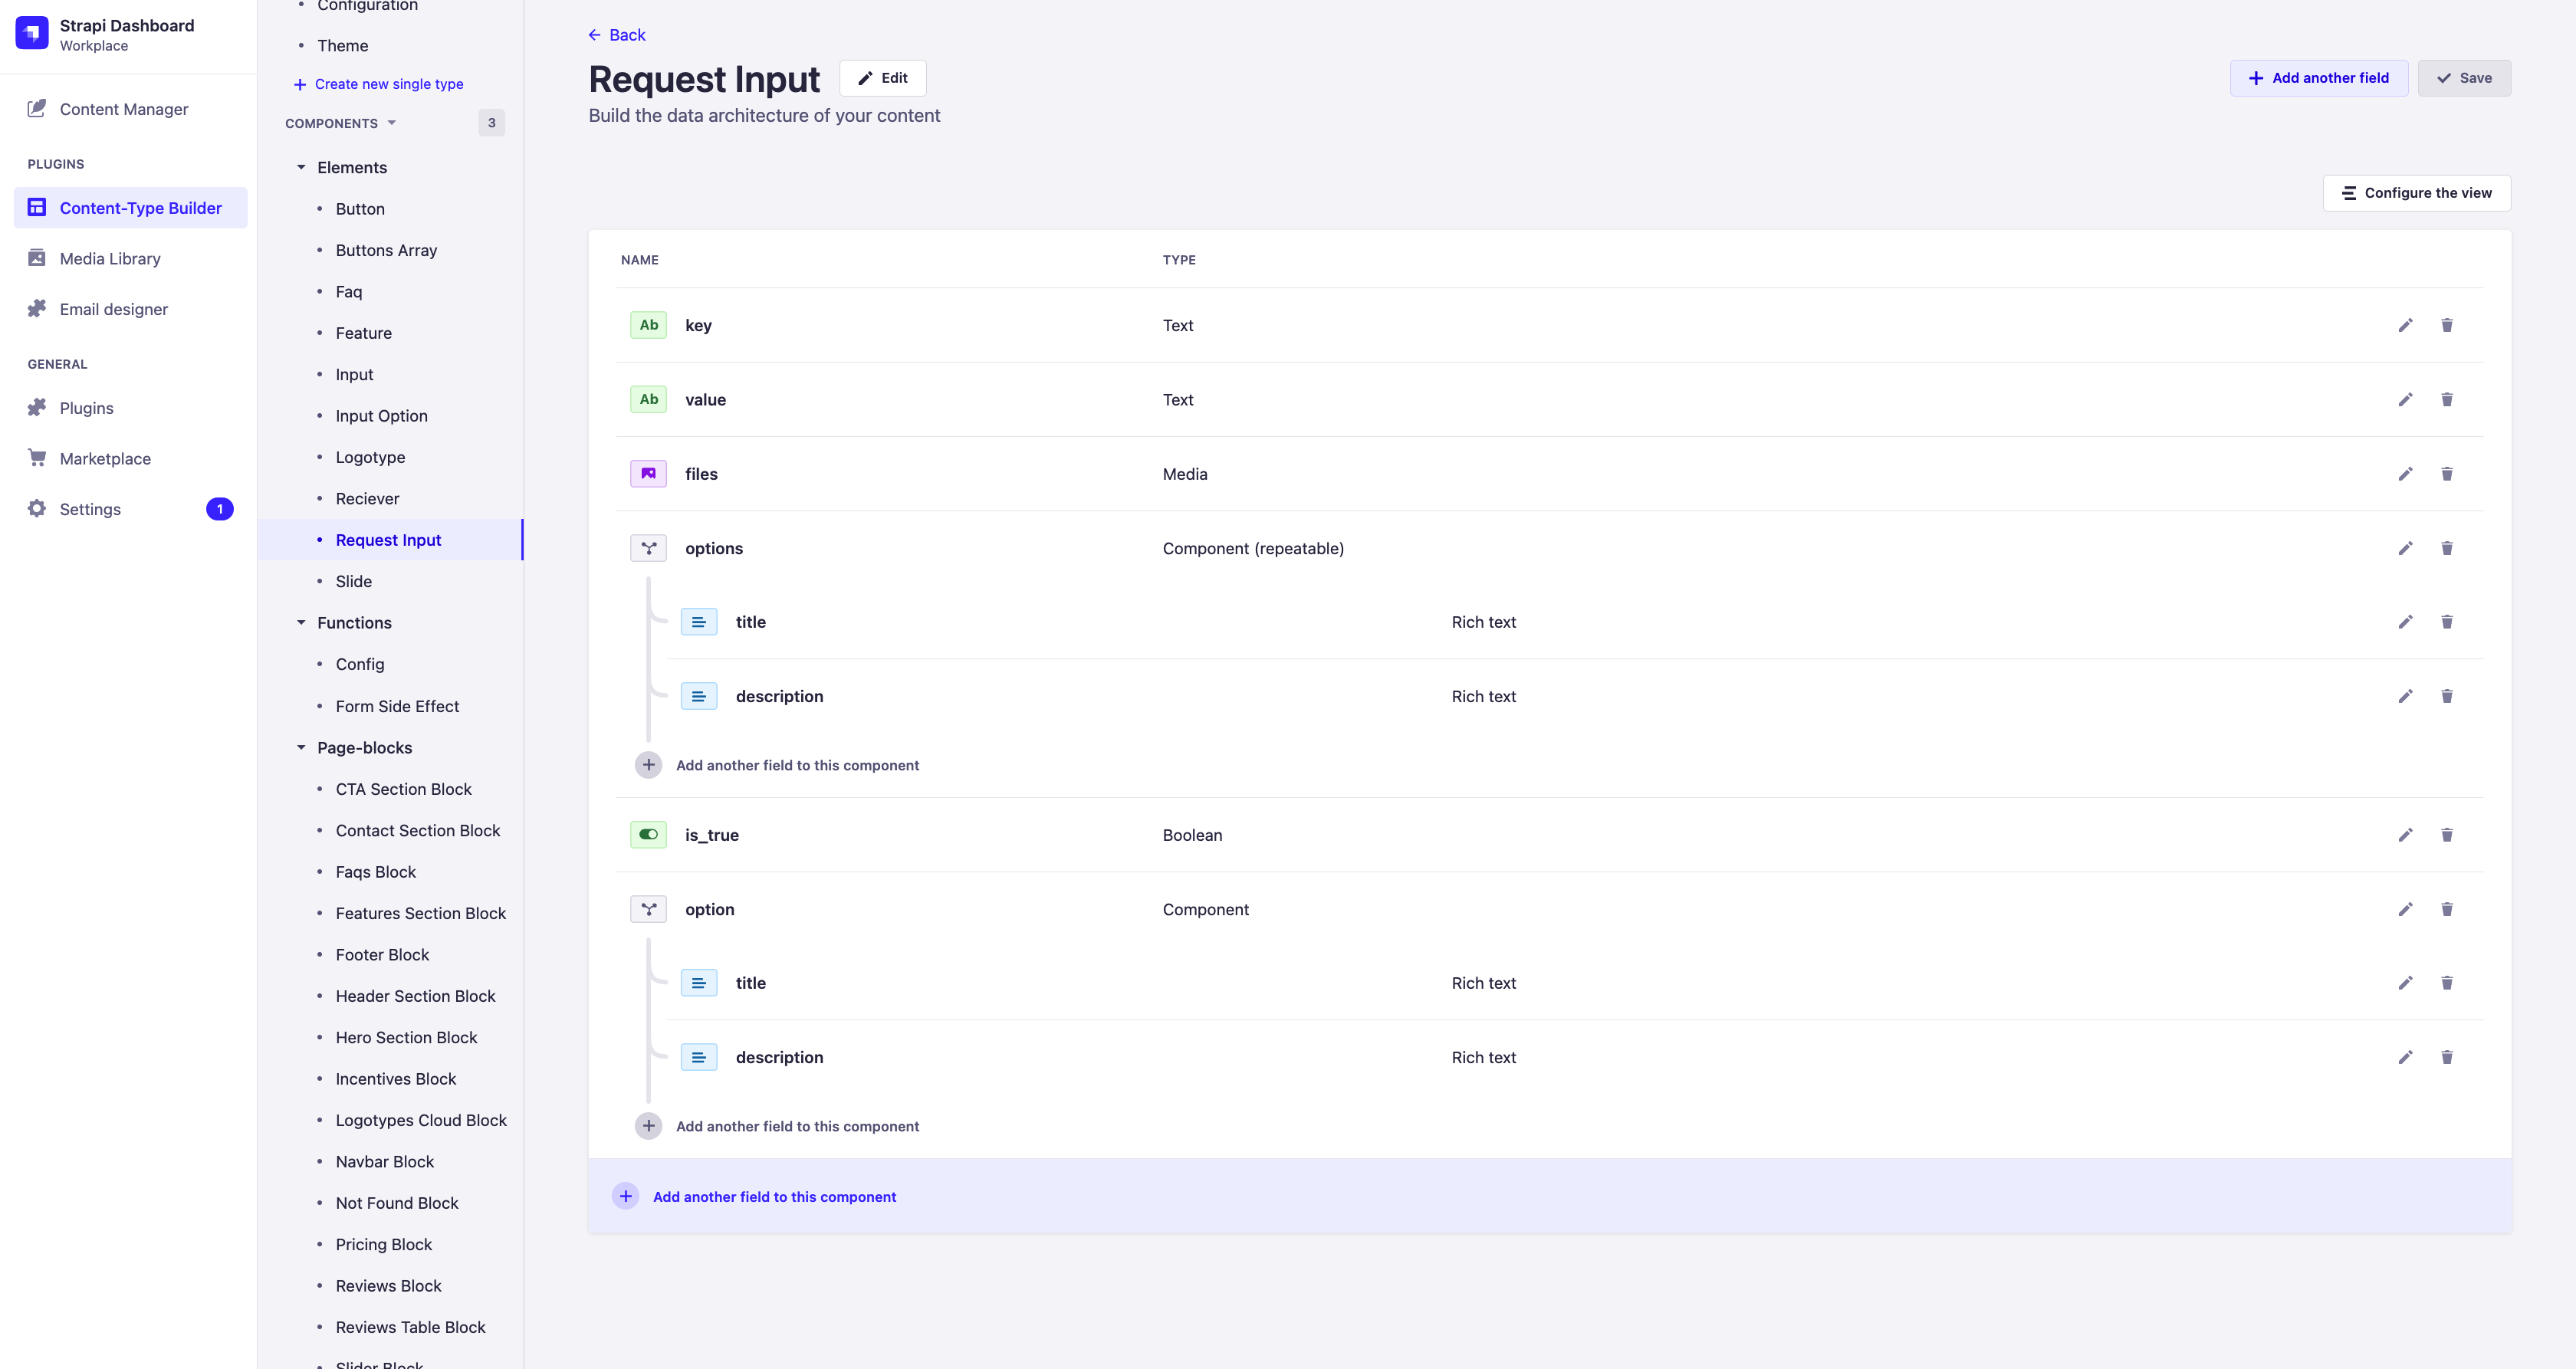 Strapi Dashboard
Workplace
Content Manager
PLUGINS
Content-Type Builder
Media Library
Email designer
GENERAL
Plugins
Marketplace
Settings
1
Configuration
Theme
Create new single type
COMPONENTS
3
Elements
Button
Buttons Array
Faq
Feature
Input
Input Option
Logotype
Reciever
Request Input
Slide
Functions
Config
Form Side Effect
Page-blocks
CTA Section Block
Contact Section Block
Faqs Block
Features Section Block
Footer Block
Header Section Block
Hero Section Block
Incentives Block
Logotypes Cloud Block
Navbar Block
Not Found Block
Pricing Block
Reviews Block
Reviews Table Block
Slider Block
Back
Request Input
Edit
Add another field
Save
Build the data architecture of your content
Configure the view
NAME TYPE
Ab key Text
Ab value Text
files Media
options Component (repeatable)
title Rich text
description Rich text
Add another field to this component
is_true Boolean
option Component
title Rich text
description Rich text
Add another field to this component
Add another field to this component